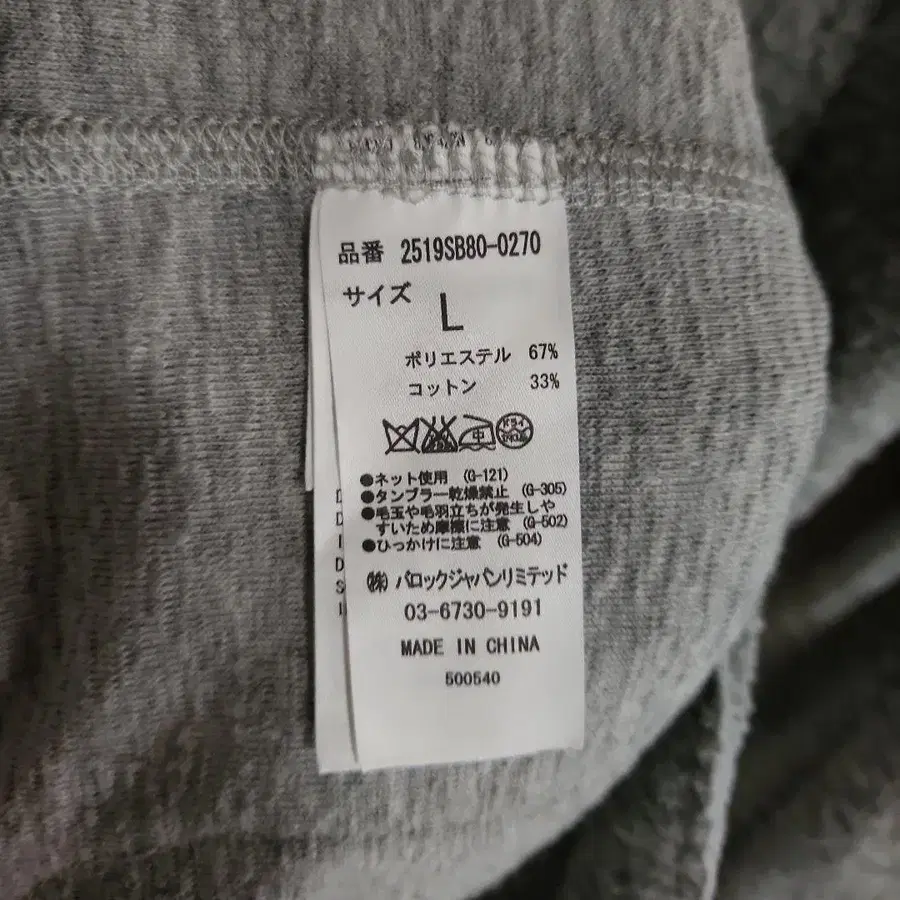 品番 2519SB80-0270
サイズ
L
ポリエステル 67%
コットン 33%
中 ドライ
●ネット使用 (G-121)
●タンブラー乾燥禁止 (G-305)
●毛玉や毛羽立ちが発生しや
すいため摩擦に注意 (G-502)
●ひっかけに注意 (G-504)
㈱ バロックジャパンリミテッド
03-6730-9191
MADE IN CHINA
500540
D
D
I
D
S